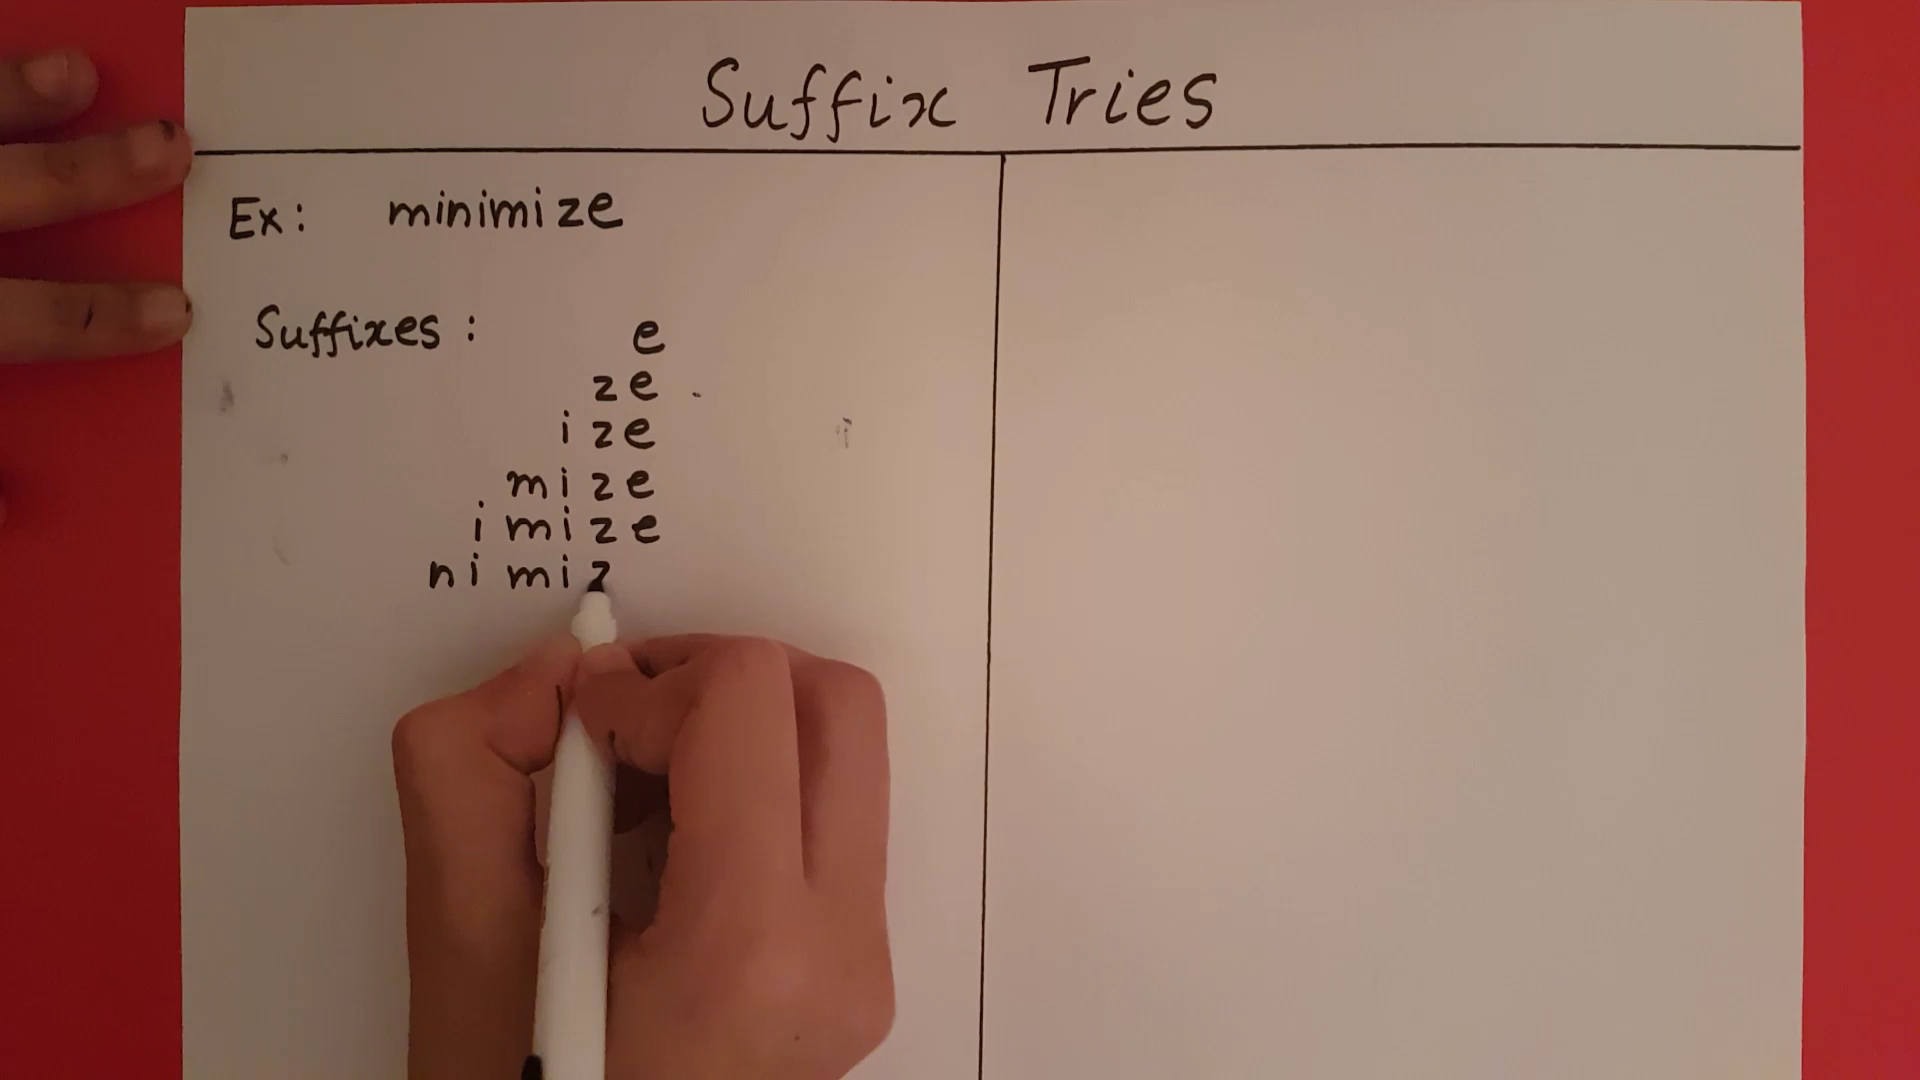 Suffix Tries
Ex: minimize
Suffixes: e
ze
ize
mize
imize
nimiz